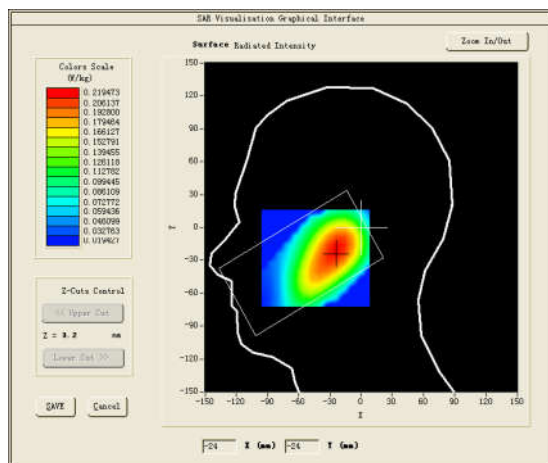 SAR Visualisation Graphical Interface
Surface Radiated Intensity
Zoom In/Out
Colors Scale
(W/kg)
0.219473
0.206137
0.192800
0.179464
0.166127
0.152791
0.139455
0.126118
0.112782
0.099445
0.086109
0.072772
0.059436
0.046099
0.032763
0.019427
150
120
90
60
30
0
-30
-60
-90
-120
-150
Y
-150 -120 -90 -60 -30 0 30 60 90 120 150
X
Z-Cuts Control
<< Upper Cut
Z = 3.2 mm
Lower Cut >>
SAVE Cancel
-24 X (mm) -24 Y (mm)